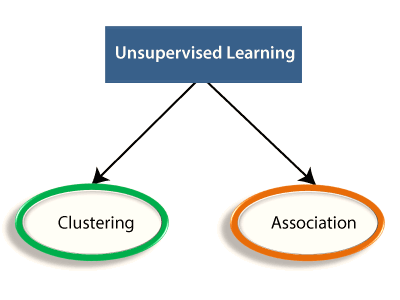 Unsupervised Learning
Clustering
Association